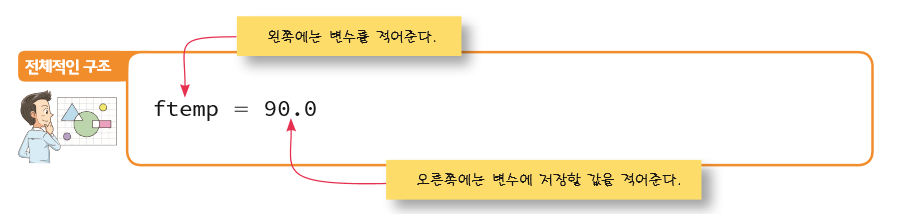 왼쪽에는 변수를 적어준다.
전체적인 구조
ftemp = 90.0
오른쪽에는 변수에 저장할 값을 적어준다.